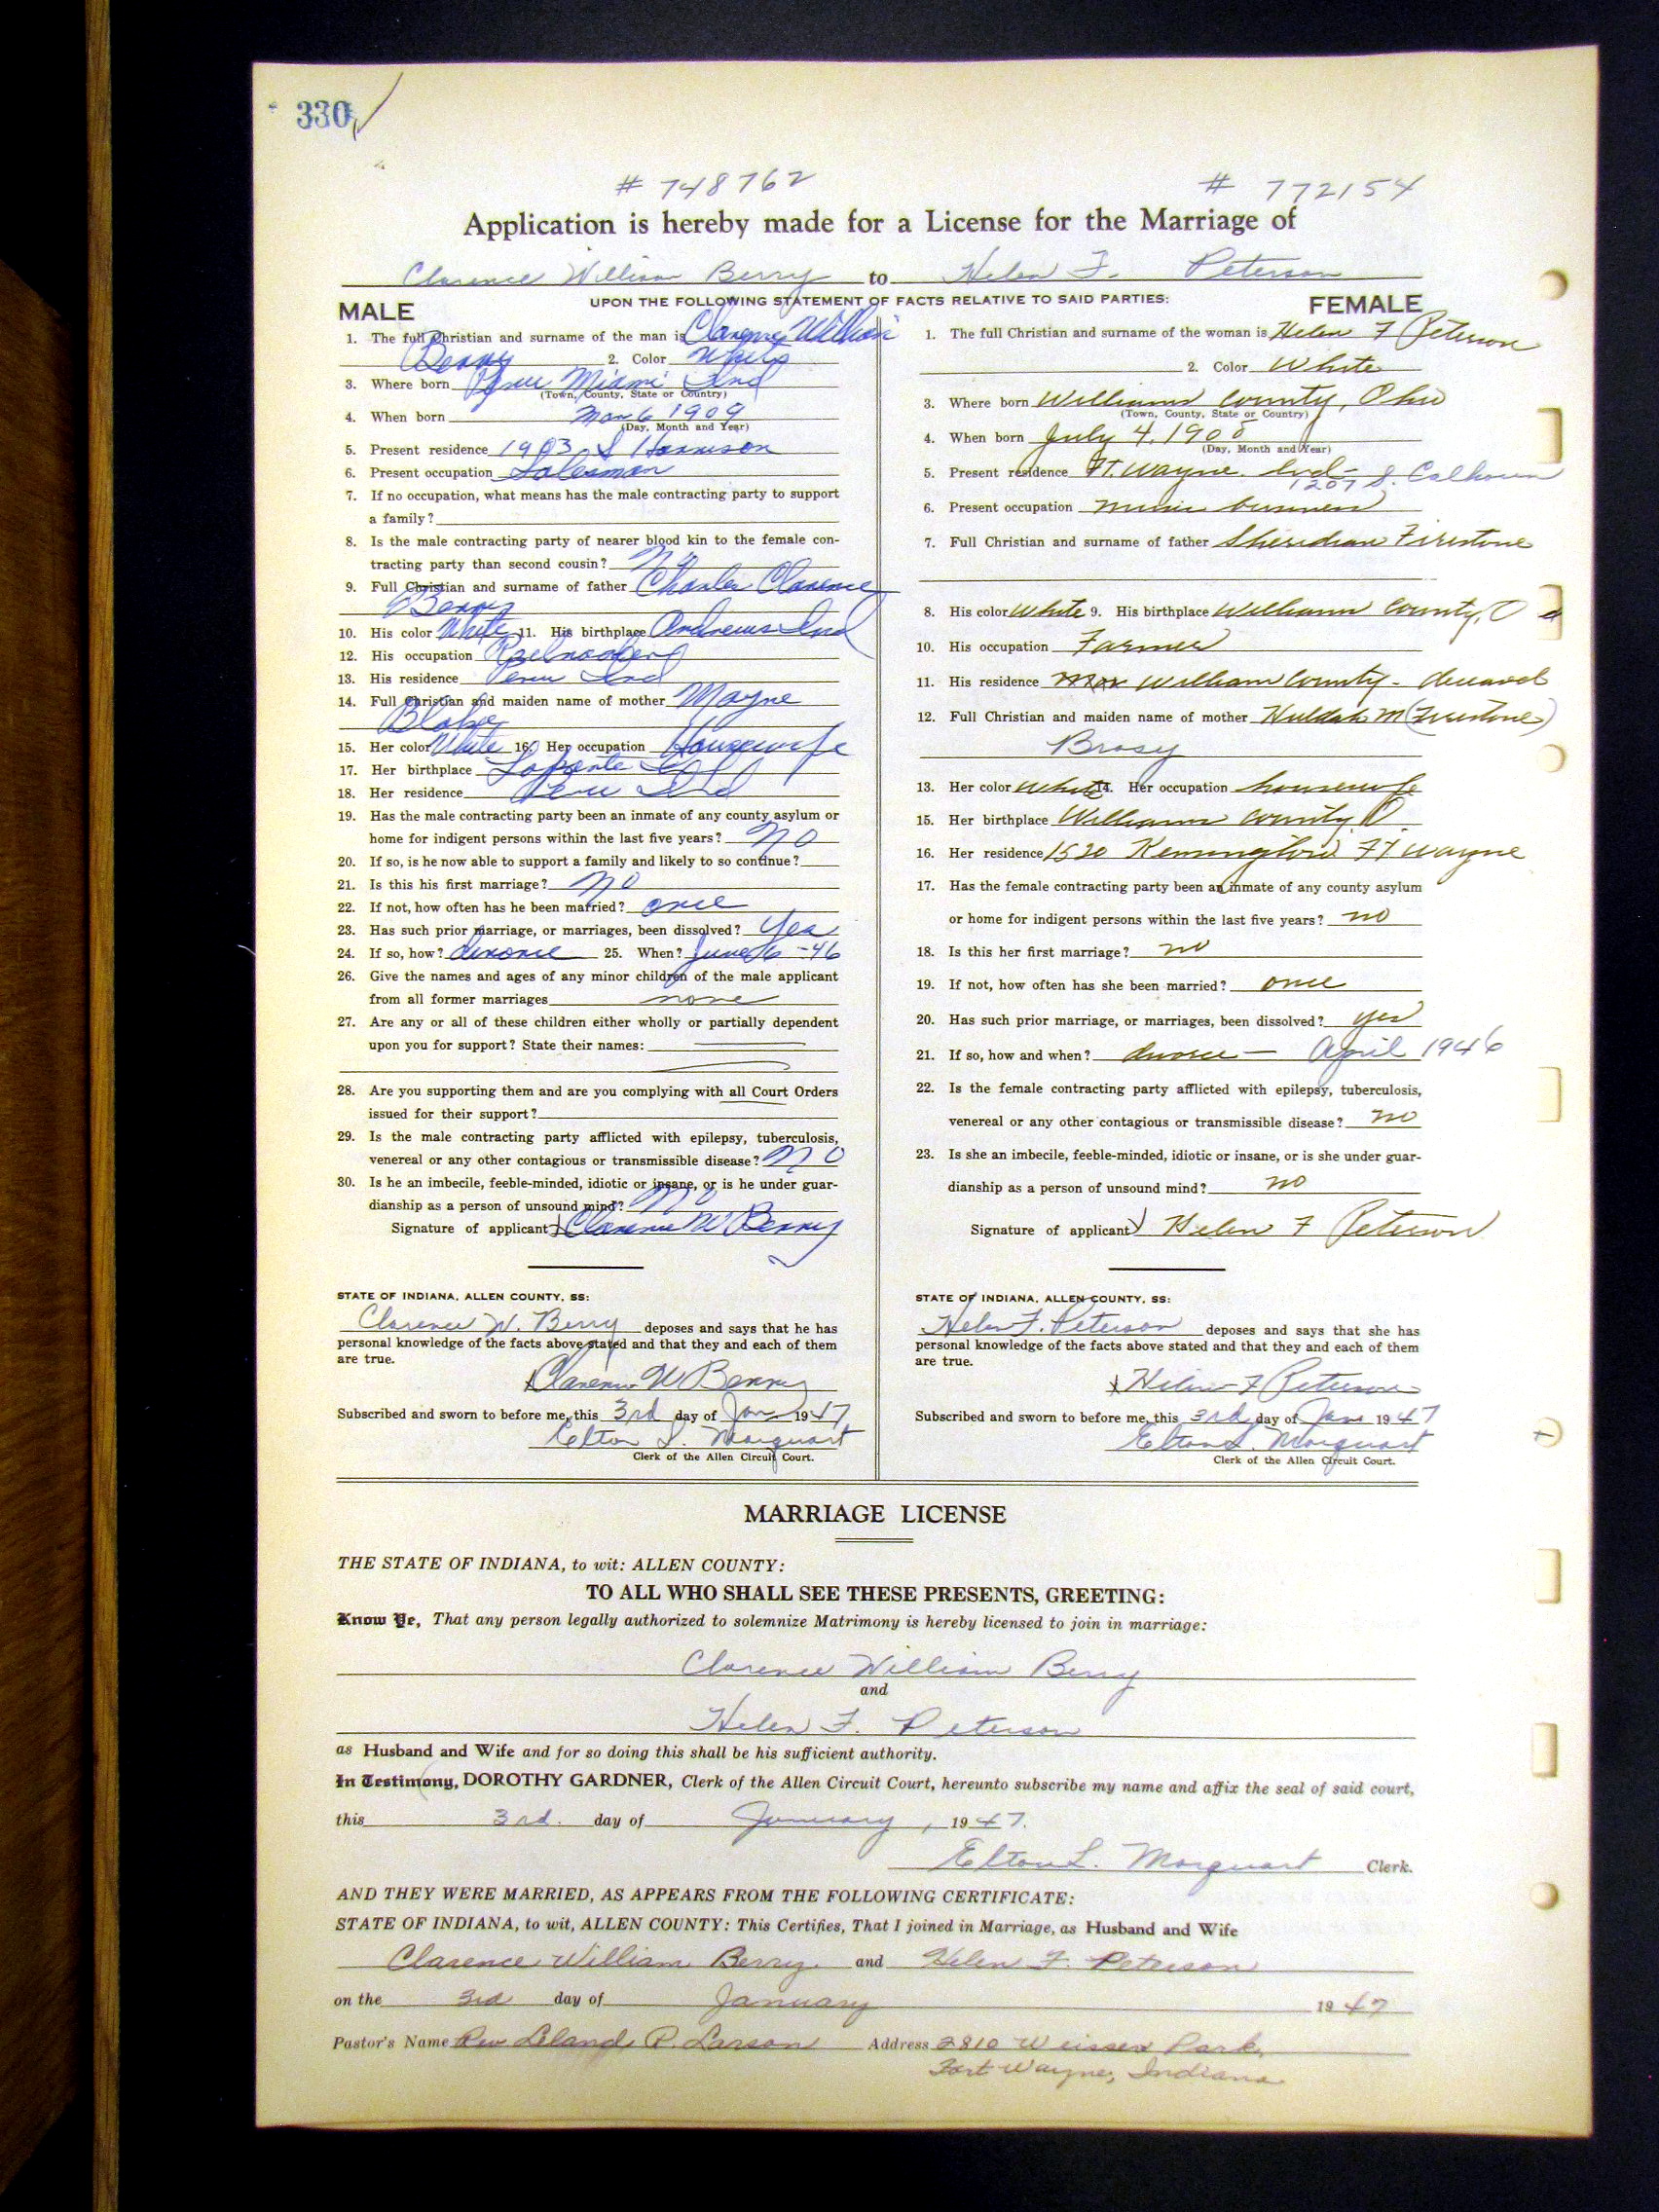 330
# 748762 # 772154
Application is hereby made for a License for the Marriage of
Clarence William Berry to Helen F. Peterson
UPON THE FOLLOWING STATEMENT OF FACTS RELATIVE TO SAID PARTIES:
MALE
1. The full Christian and surname of the man is Clarence William
Berry 2. Color White
3. Where born Peru Miami Ind
(Town, County, State or Country)
4. When born Mar 6 1909
(Day, Month and Year)
5. Present residence 1903 S Harrison
6. Present occupation Salesman
7. If no occupation, what means has the male contracting party to support
a family?
8. Is the male contracting party of nearer blood kin to the female con-
tracting party than second cousin? No
9. Full Christian and surname of father Charles Clarence
Berry
10. His color White 11. His birthplace Andrews Ind
12. His occupation
13. His residence Peru Ind
14. Full Christian and maiden name of mother Mayne
Blake
15. Her color White 16. Her occupation Housewife
17. Her birthplace Laporte Ind
18. Her residence Peru Ind
19. Has the male contracting party been an inmate of any county asylum or
home for indigent persons within the last five years? No
20. If so, is he now able to support a family and likely to so continue?
21. Is this his first marriage? No
22. If not, how often has he been married? once
23. Has such prior marriage, or marriages, been dissolved? Yes
24. If so, how? divorce 25. When? June 6-46
26. Give the names and ages of any minor children of the male applicant
from all former marriages none
27. Are any or all of these children either wholly or partially dependent
upon you for support? State their names:
28. Are you supporting them and are you complying with all Court Orders
issued for their support?
29. Is the male contracting party afflicted with epilepsy, tuberculosis,
venereal or any other contagious or transmissible disease? No
30. Is he an imbecile, feeble-minded, idiotic or insane, or is he under guar-
dianship as a person of unsound mind? No
Signature of applicant x Clarence W Berry
STATE OF INDIANA, ALLEN COUNTY, SS:
Clarence W. Berry deposes and says that he has
personal knowledge of the facts above stated and that they and each of them
are true.
x Clarence W Berry
Subscribed and sworn to before me, this 3rd day of Jan 1947
Elton L. Marquart
Clerk of the Allen Circuit Court.
FEMALE
1. The full Christian and surname of the woman is Helen F Peterson
2. Color White
3. Where born Williams County, Ohio
(Town, County, State or Country)
4. When born July 4, 1908
(Day, Month and Year)
5. Present residence Ft. Wayne Ind-
1207 S. Calhoun
6. Present occupation music business
7. Full Christian and surname of father Sheridian Firestone
8. His color White 9. His birthplace Williams County, O
10. His occupation Farmer
11. His residence William County - deceased
12. Full Christian and maiden name of mother Huldah M (Firestone)
Brosy
13. Her color White 14. Her occupation housewife
15. Her birthplace Williams County O.
16. Her residence 1520 Remington Ft Wayne
17. Has the female contracting party been an inmate of any county asylum
or home for indigent persons within the last five years? no
18. Is this her first marriage? no
19. If not, how often has she been married? once
20. Has such prior marriage, or marriages, been dissolved? yes
21. If so, how and when? divorce - April 1946
22. Is the female contracting party afflicted with epilepsy, tuberculosis,
venereal or any other contagious or transmissible disease? no
23. Is she an imbecile, feeble-minded, idiotic or insane, or is she under guar-
dianship as a person of unsound mind? no
Signature of applicant x Helen F Peterson
STATE OF INDIANA, ALLEN COUNTY, SS:
Helen F. Peterson deposes and says that she has
personal knowledge of the facts above stated and that they and each of them
are true.
x Helen F Peterson
Subscribed and sworn to before me, this 3rd day of Jan 1947
Elton L. Marquart
Clerk of the Allen Circuit Court.
MARRIAGE LICENSE
THE STATE OF INDIANA, to wit: ALLEN COUNTY:
TO ALL WHO SHALL SEE THESE PRESENTS, GREETING:
Know Ye, That any person legally authorized to solemnize Matrimony is hereby licensed to join in marriage:
Clarence William Berry
and
Helen F. Peterson
as Husband and Wife and for so doing this shall be his sufficient authority.
In Testimony, DOROTHY GARDNER, Clerk of the Allen Circuit Court, hereunto subscribe my name and affix the seal of said court,
this 3rd. day of January, 1947.
Elton L. Marquart Clerk.
AND THEY WERE MARRIED, AS APPEARS FROM THE FOLLOWING CERTIFICATE:
STATE OF INDIANA, to wit, ALLEN COUNTY: This Certifies, That I joined in Marriage, as Husband and Wife
Clarence William Berry and Helen F. Peterson
on the 3rd day of January 1947
Pastor's Name Rev Leland P. Larson Address 2810 Weisser Park,
Fort Wayne, Indiana